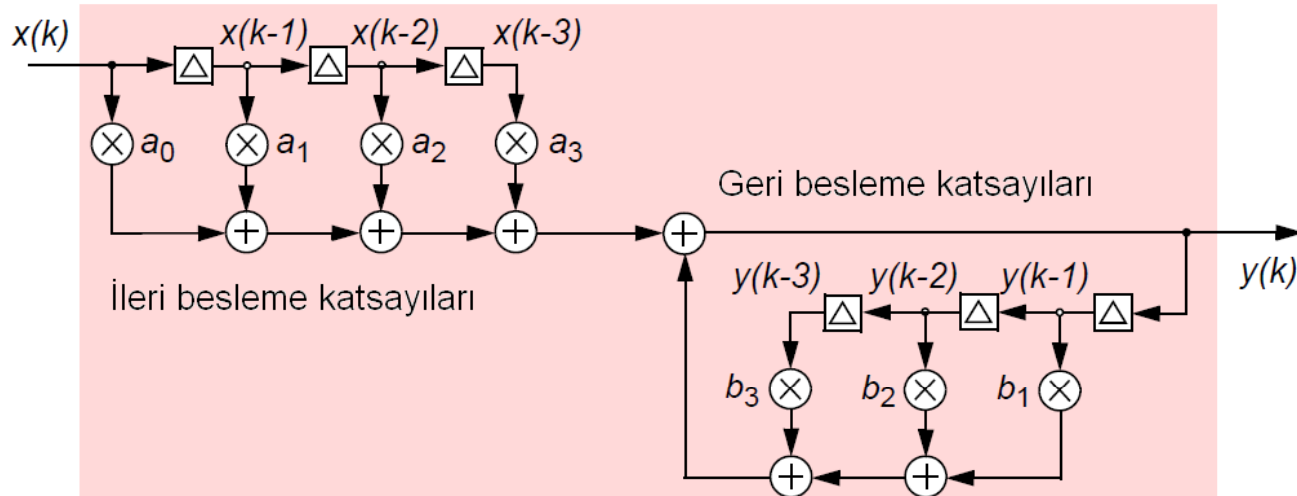 x(k) x(k-1) x(k-2) x(k-3)
a0 a1 a2 a3
Geri besleme katsayıları
İleri besleme katsayıları
y(k-3) y(k-2) y(k-1) y(k)
b3 b2 b1